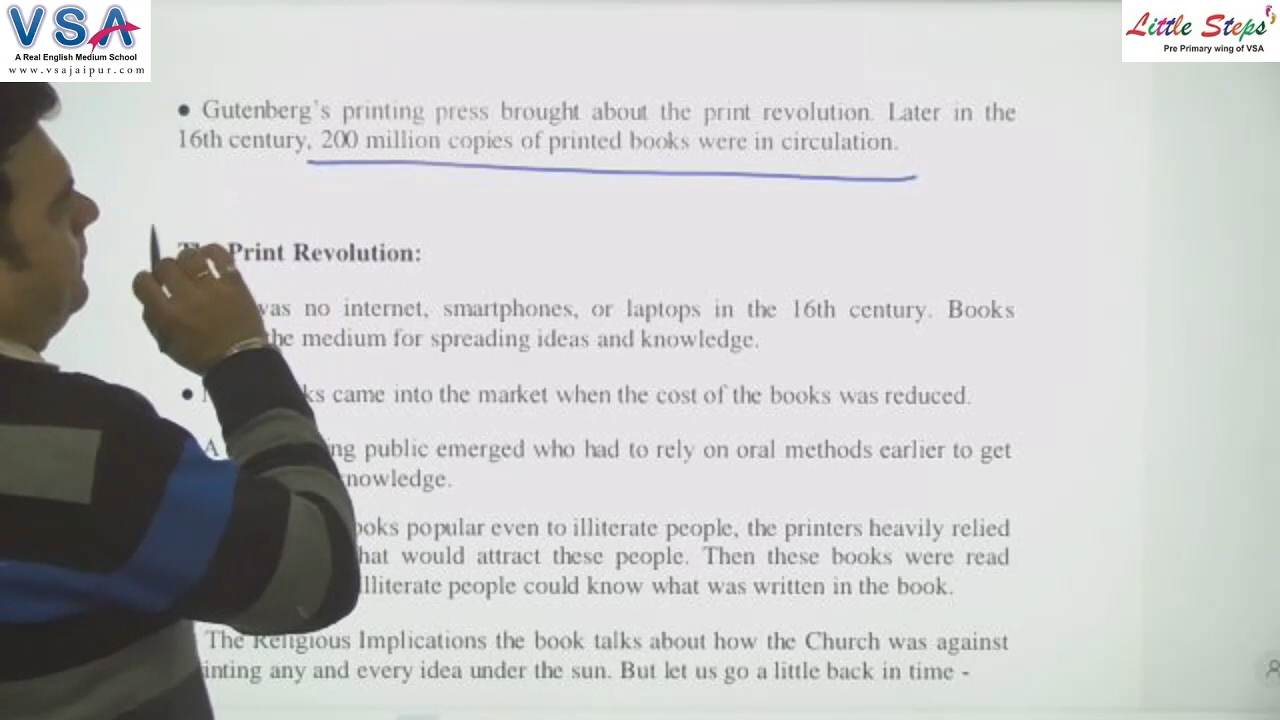 VSA
A Real English Medium School
www.vsajaipur.com
Little Steps
Pre Primary wing of VSA
● Gutenberg's printing press brought about the print revolution. Later in the
16th century, 200 million copies of printed books were in circulation.
Print Revolution:
was no internet, smartphones, or laptops in the 16th century. Books
the medium for spreading ideas and knowledge.
● came into the market when the cost of the books was reduced.
A public emerged who had to rely on oral methods earlier to get
knowledge.
books popular even to illiterate people, the printers heavily relied
that would attract these people. Then these books were read
illiterate people could know what was written in the book.
The Religious Implications the book talks about how the Church was against
any and every idea under the sun. But let us go a little back in time -